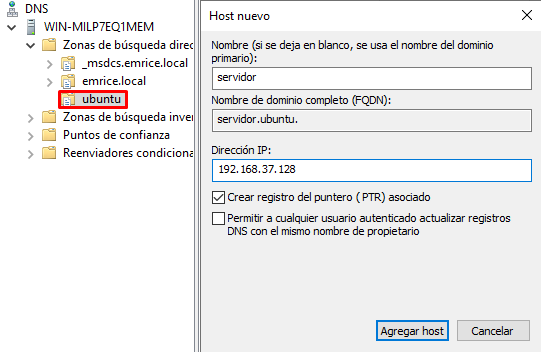 DNS
WIN-MILP7EQ1MEM
Zonas de búsqueda direc
_msdcs.emrice.local
emrice.local
ubuntu
Zonas de búsqueda inver
Puntos de confianza
Reenviadores condiciona
Host nuevo
Nombre (si se deja en blanco, se usa el nombre del dominio
primario):
servidor
Nombre de dominio completo (FQDN):
servidor.ubuntu.
Dirección IP:
192.168.37.128
Crear registro del puntero (PTR) asociado
Permitir a cualquier usuario autenticado actualizar registros
DNS con el mismo nombre de propietario
Agregar host
Cancelar